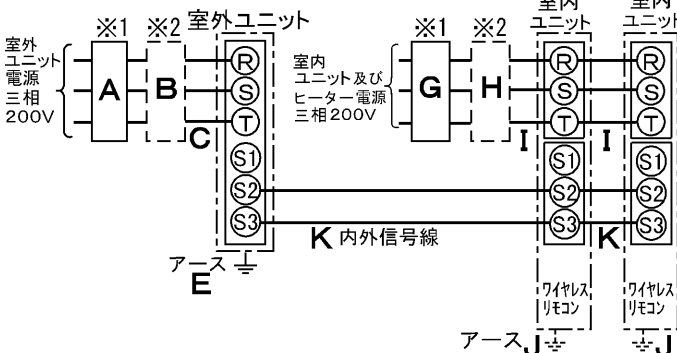 ※1 ※2 室外ユニット
室外
ユニット
電源
三相
200V
A
B
C
R
S
T
S1
S2
S3
アース
E
※1 ※2
室内
ユニット及び
ヒーター電源
三相200V
G
H
I
I
K 内外信号線
K
室内
ユニット
R
S
T
S1
S2
S3
ワイヤレス
リモコン
室内
ユニット
R
S
T
S1
S2
S3
ワイヤレス
リモコン
アース J
J